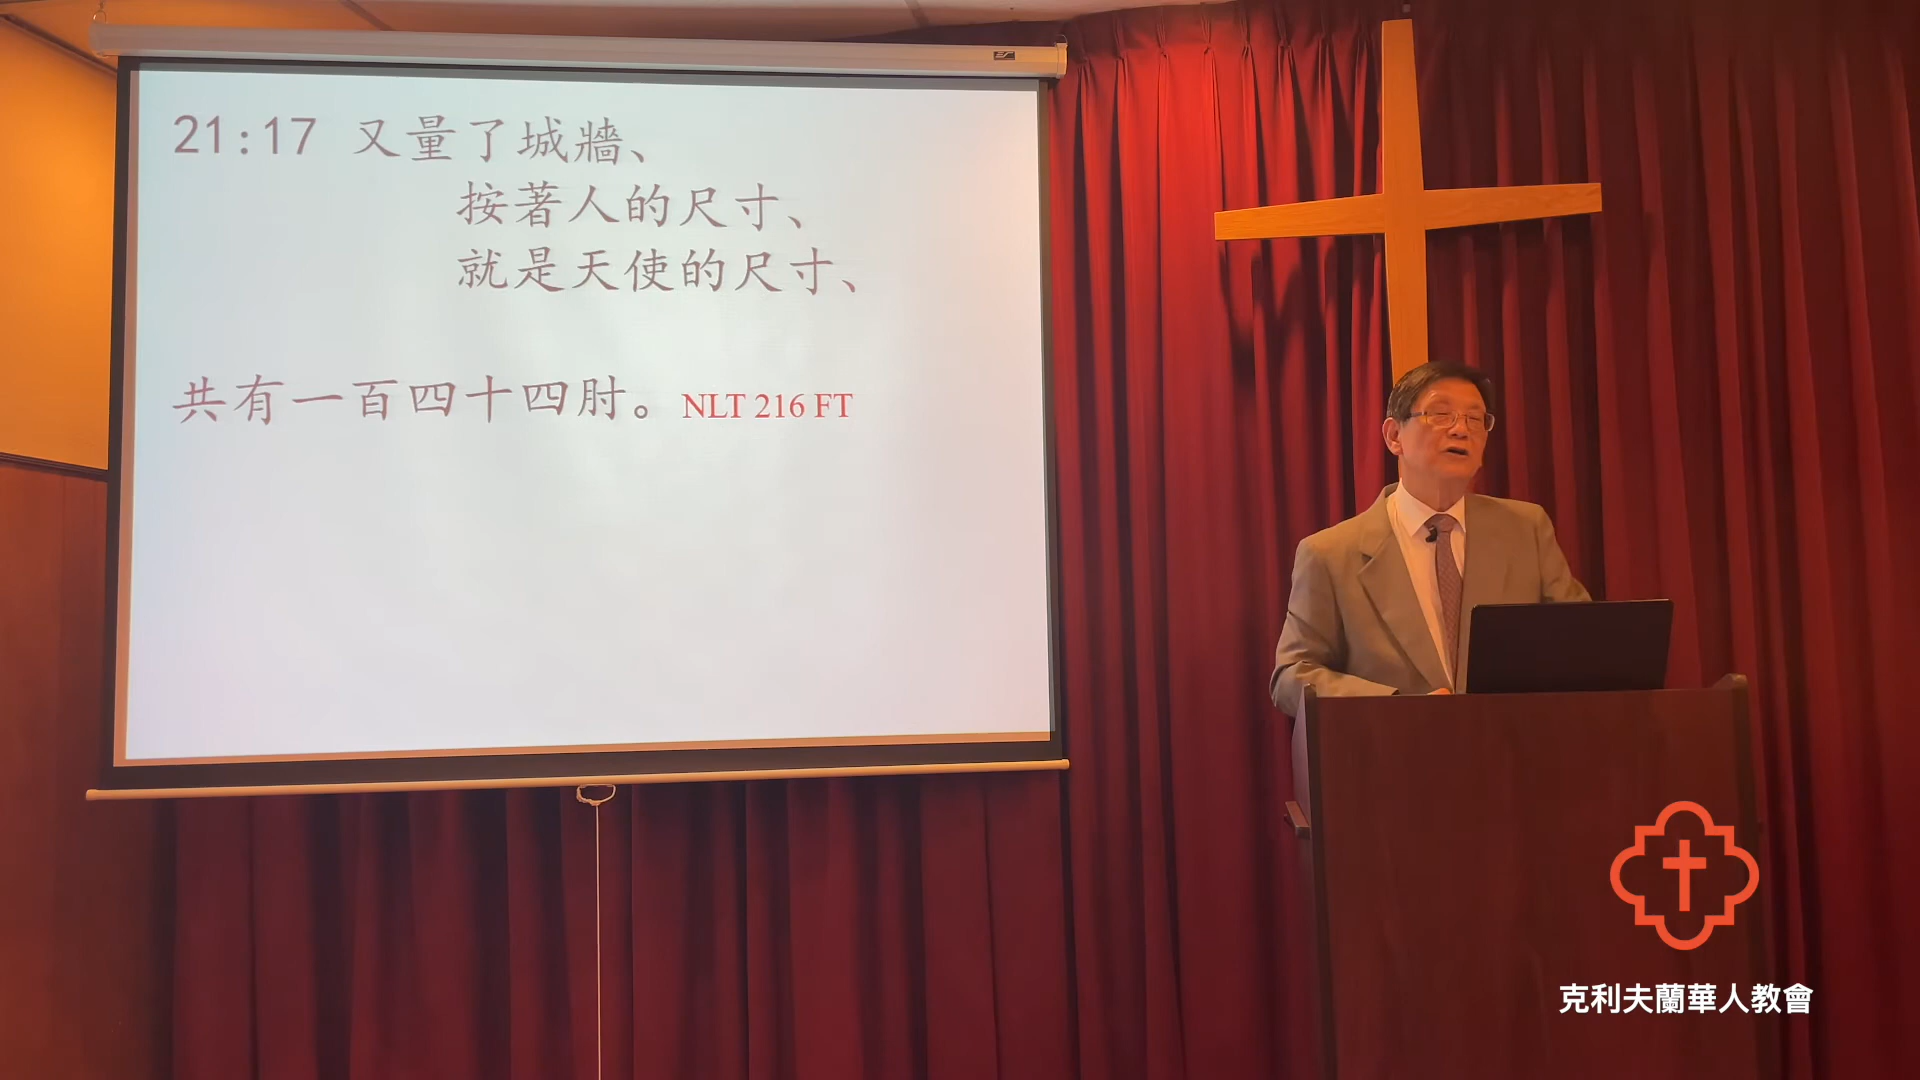 21:17 又量了城牆、
按著人的尺寸、
就是天使的尺寸、
共有一百四十四肘。NLT 216 FT
克利夫蘭華人教會